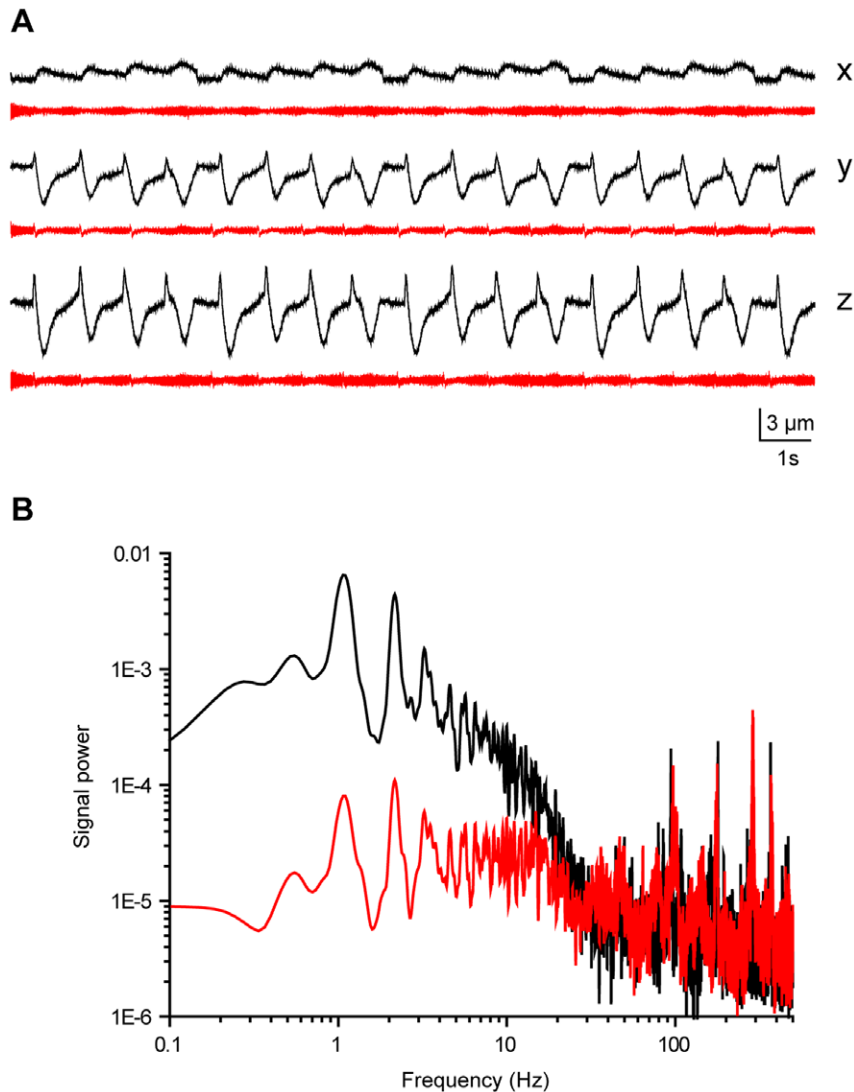 A
x
y
z
3 µm
1s
B
0.01
1E-3
1E-4
1E-5
1E-6
Signal power
0.1
1
10
100
Frequency (Hz)